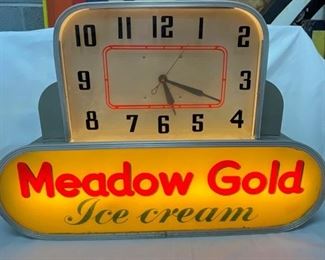 10 11 12 1 2
9 3
8 7 6 5 4
Meadow Gold
Ice cream